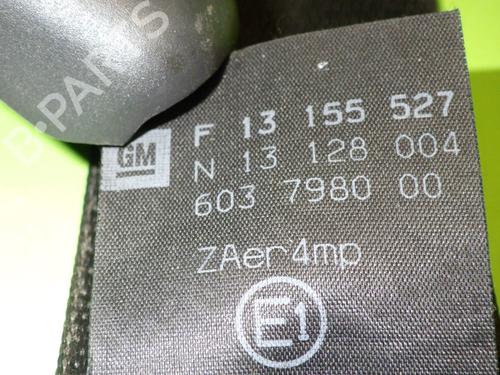 B-PARTS
GM
F 13 155 527
N 13 128 004
603 7980 00
ZAer4mp
E1